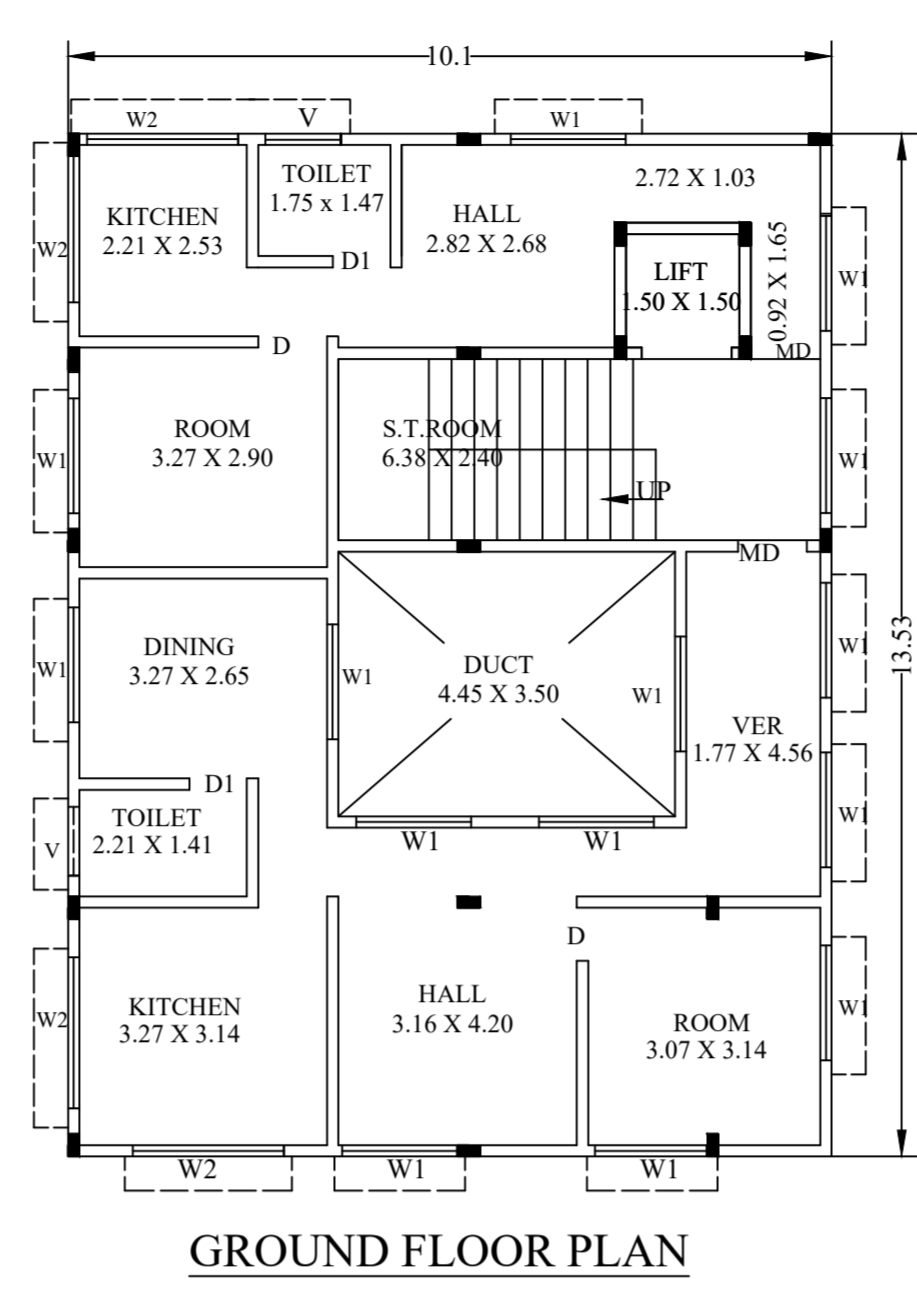 10.1
W2
V
W1
TOILET
1.75 x 1.47
2.72 X 1.03
KITCHEN
2.21 X 2.53
HALL
2.82 X 2.68
W2
D1
LIFT
1.50 X 1.50
0.92 X 1.65
W1
D
MD
ROOM
3.27 X 2.90
S.T.ROOM
6.38 X 2.40
W1
W1
UP
MD
DINING
3.27 X 2.65
W1
W1
DUCT
4.45 X 3.50
W1
W1
13.53
VER
1.77 X 4.56
D1
TOILET
2.21 X 1.41
V
W1
W1
W1
D
KITCHEN
3.27 X 3.14
W2
HALL
3.16 X 4.20
ROOM
3.07 X 3.14
W1
W2
W1
W1
GROUND FLOOR PLAN